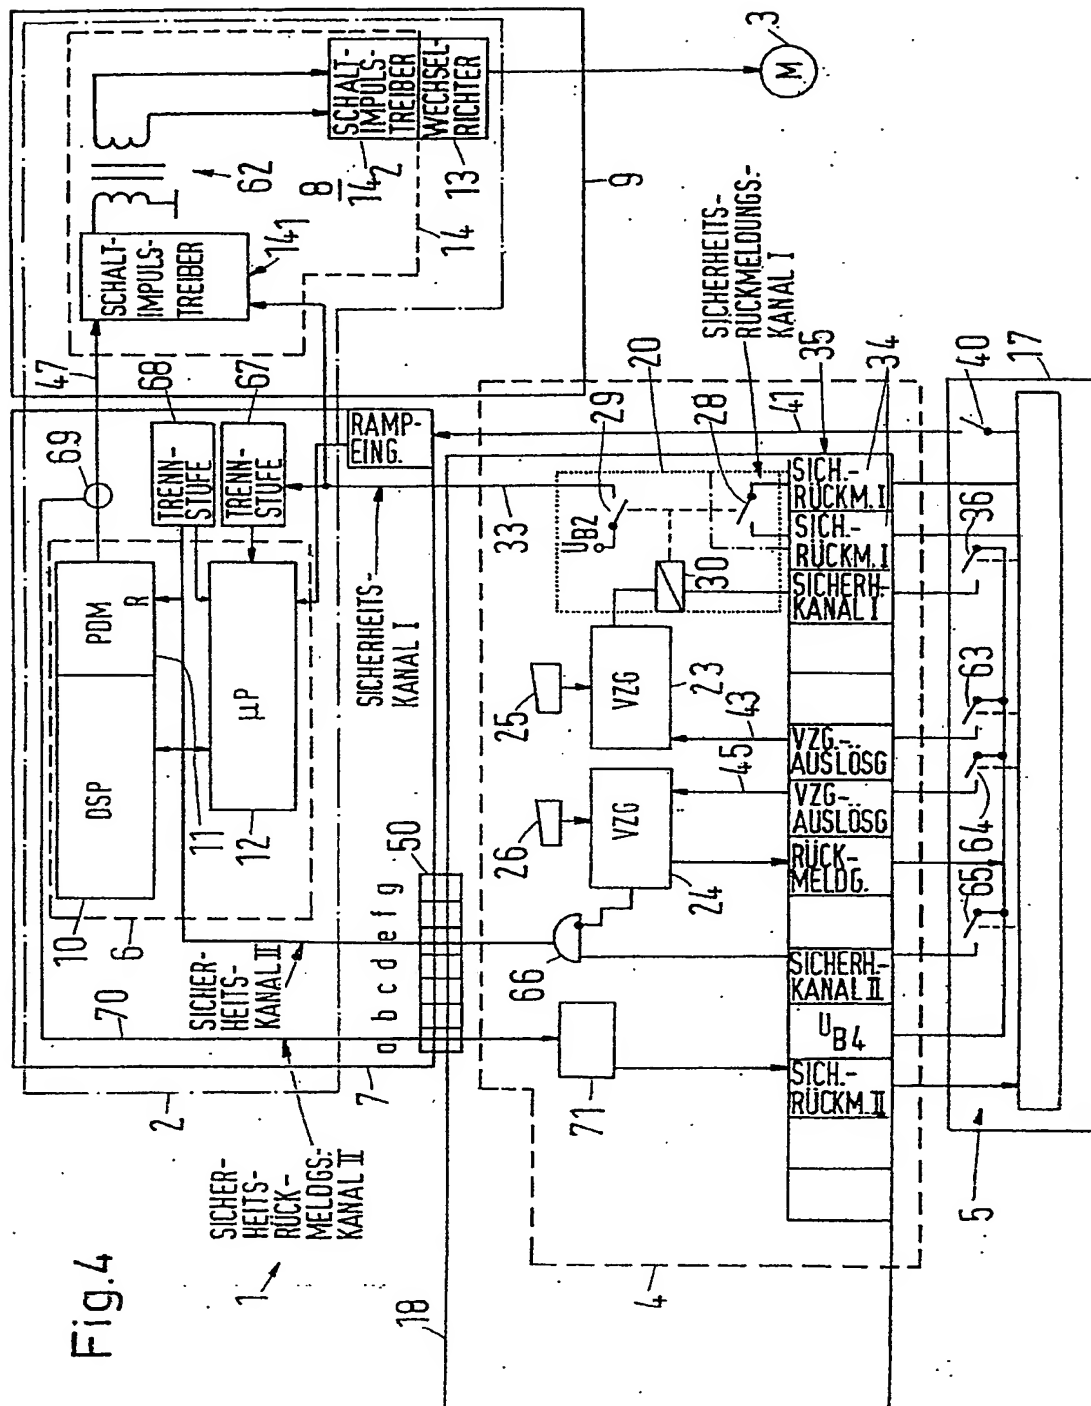 Fig.4
1
SICHER-
HEITS-
RÜCK-
MELDGS.-
KANAL II
2
7
70
SICHER-
HEITS-
KANAL II
10
6
11
12
DSP
PDM
R
µP
69
47
68
67
TRENN-
STUFE
TRENN-
STUFE
RAMP-
EING.
SCHALT-
IMPULS-
TREIBER
141
62
8
14
SCHALT-
IMPULS-
TREIBER
WECHSEL-
RICHTER
142
13
9
3
M
18
a b c d e f g
50
SICHERHEITS-
KANAL I
33
41
4
71
66
26
25
VZG
VZG
24
23
45
43
UB2
29
20
30
28
SICHERHEITS-
RÜCKMELDUNGS.-
KANAL I
35
34
SICH.-
RÜCKM. II
UB4
SICHERH.-
KANAL II
RÜCK-
MELDG.
VZG-
AUSLÖSG
VZG.-
AUSLÖSG
SICHERH.-
KANAL I
SICH.-
RÜCKM. I
SICH.-
RÜCKM. I
5
65
64
63
36
40
17